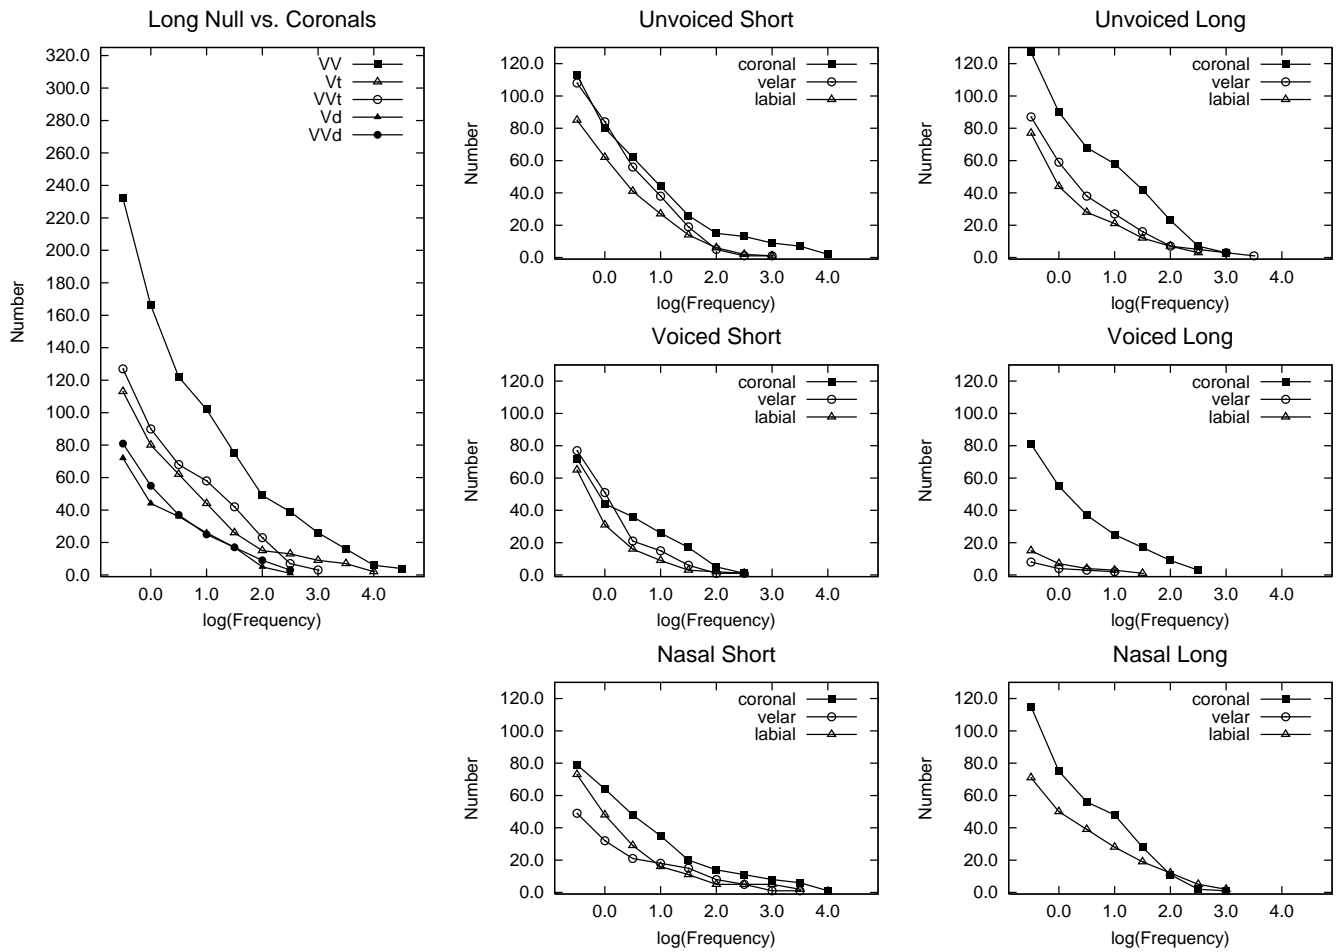 Long Null vs. Coronals
320.0
300.0
280.0
260.0
240.0
220.0
200.0
180.0
160.0
140.0
120.0
100.0
80.0
60.0
40.0
20.0
0.0
Number
VV
Vt
VVt
Vd
VVd
0.0 1.0 2.0 3.0 4.0
log(Frequency)
Unvoiced Short
120.0
100.0
80.0
60.0
40.0
20.0
0.0
Number
coronal
velar
labial
0.0 1.0 2.0 3.0 4.0
log(Frequency)
Unvoiced Long
120.0
100.0
80.0
60.0
40.0
20.0
0.0
Number
coronal
velar
labial
0.0 1.0 2.0 3.0 4.0
log(Frequency)
Voiced Short
120.0
100.0
80.0
60.0
40.0
20.0
0.0
Number
coronal
velar
labial
0.0 1.0 2.0 3.0 4.0
log(Frequency)
Voiced Long
120.0
100.0
80.0
60.0
40.0
20.0
0.0
Number
coronal
velar
labial
0.0 1.0 2.0 3.0 4.0
log(Frequency)
Nasal Short
120.0
100.0
80.0
60.0
40.0
20.0
0.0
Number
coronal
velar
labial
0.0 1.0 2.0 3.0 4.0
log(Frequency)
Nasal Long
120.0
100.0
80.0
60.0
40.0
20.0
0.0
Number
coronal
velar
labial
0.0 1.0 2.0 3.0 4.0
log(Frequency)